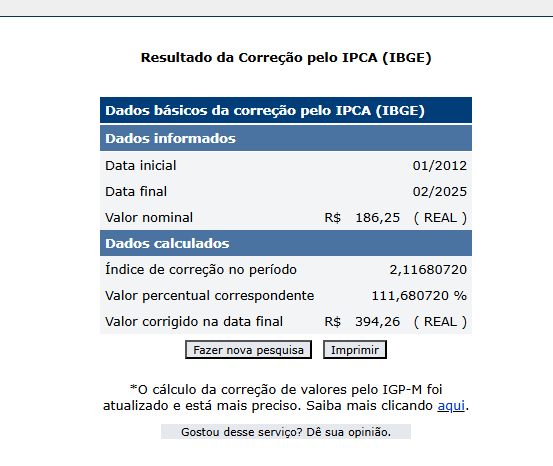 Resultado da Correção pelo IPCA (IBGE)
Dados básicos da correção pelo IPCA (IBGE)
Dados informados
Data inicial 01/2012
Data final 02/2025
Valor nominal R$ 186,25 ( REAL )
Dados calculados
Índice de correção no período 2,11680720
Valor percentual correspondente 111,680720 %
Valor corrigido na data final R$ 394,26 ( REAL )
Fazer nova pesquisa Imprimir
*O cálculo da correção de valores pelo IGP-M foi
atualizado e está mais preciso. Saiba mais clicando aqui.
Gostou desse serviço? Dê sua opinião.